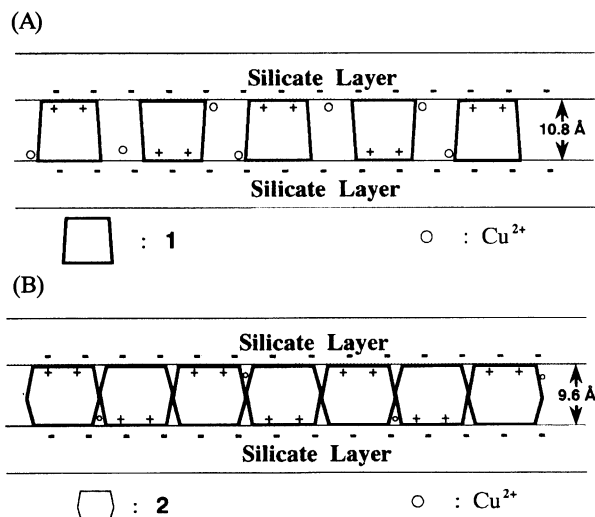 (A)
Silicate Layer
10.8 Å
Silicate Layer
: 1
: Cu²⁺
(B)
Silicate Layer
9.6 Å
Silicate Layer
: 2
: Cu²⁺